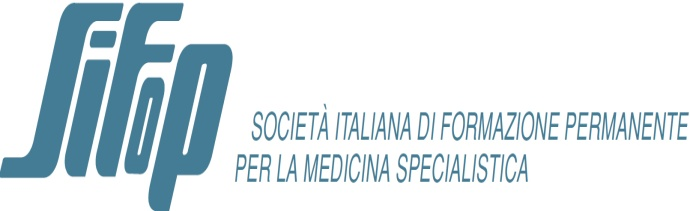 SiFop
SOCIETÀ ITALIANA DI FORMAZIONE PERMANENTE
PER LA MEDICINA SPECIALISTICA